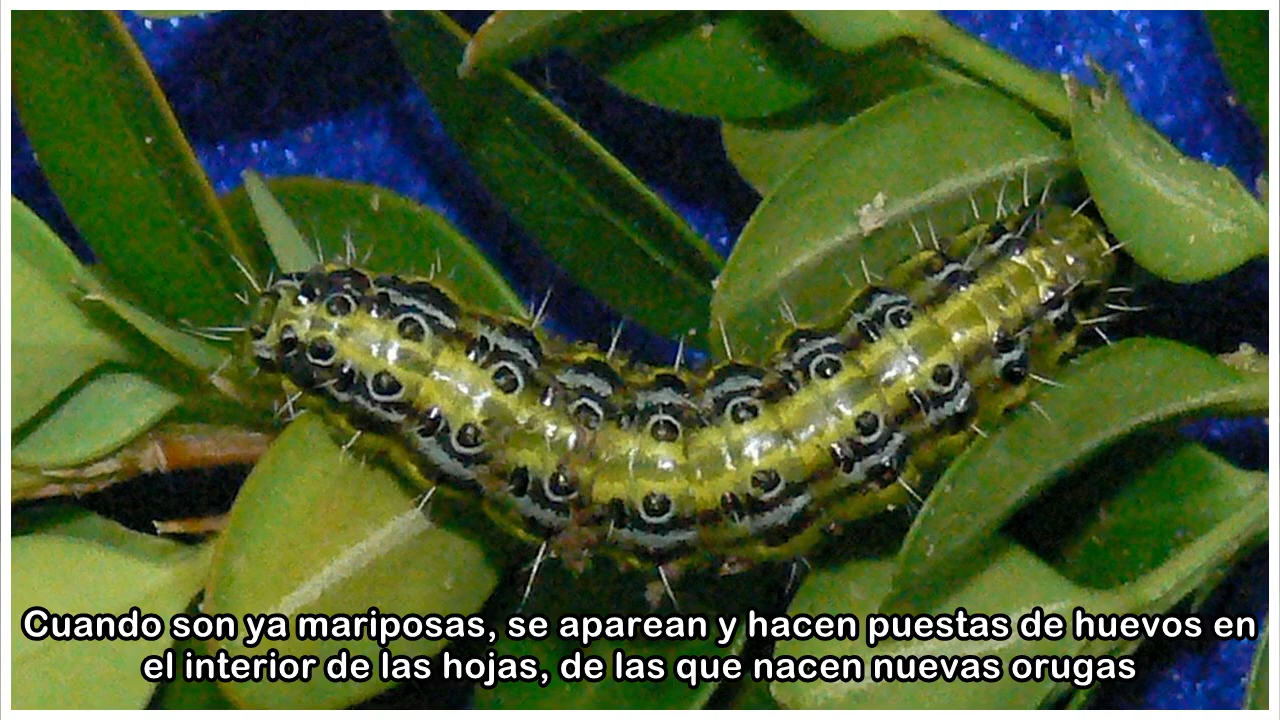 Cuando son ya mariposas, se aparean y hacen puestas de huevos en
el interior de las hojas, de las que nacen nuevas orugas